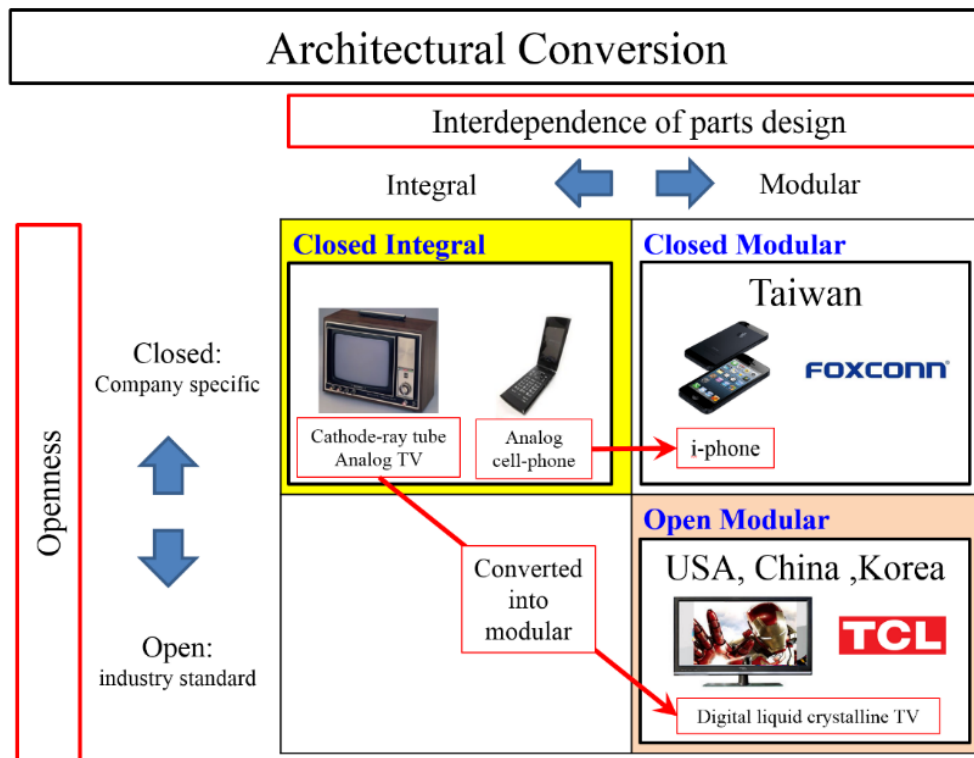 Architectural Conversion
Interdependence of parts design
Integral
Modular
Openness
Closed:
Company specific
Open:
industry standard
Closed Integral
Cathode-ray tube
Analog TV
Analog
cell-phone
Closed Modular
Taiwan
FOXCONN
i-phone
Converted
into
modular
Open Modular
USA, China ,Korea
TCL
Digital liquid crystalline TV